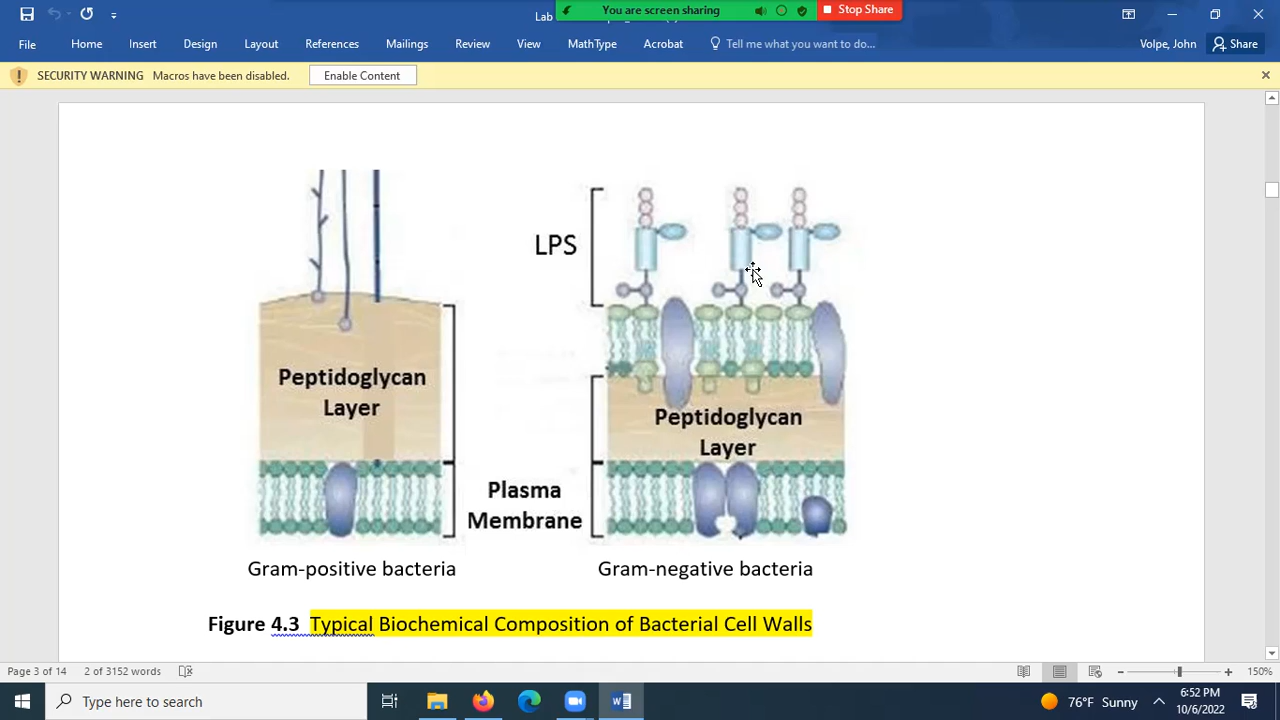 Lab
You are screen sharing
Stop Share
File Home Insert Design Layout References Mailings Review View MathType Acrobat Tell me what you want to do... Volpe, John Share
SECURITY WARNING Macros have been disabled. Enable Content
LPS
Peptidoglycan
Layer
Peptidoglycan
Layer
Plasma
Membrane
Gram-positive bacteria Gram-negative bacteria
Figure 4.3 Typical Biochemical Composition of Bacterial Cell Walls
Page 3 of 14 2 of 3152 words 150%
Type here to search
76°F Sunny
6:52 PM
10/6/2022